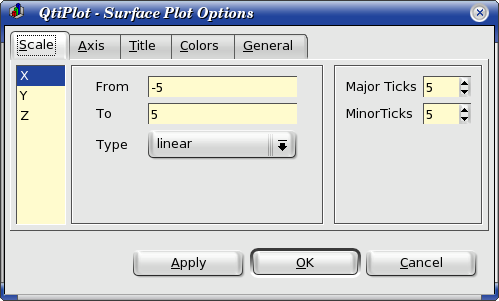 QtiPlot - Surface Plot Options
Scale Axis Title Colors General
X
Y
Z
From -5
To 5
Type linear
Major Ticks 5
MinorTicks 5
Apply OK Cancel